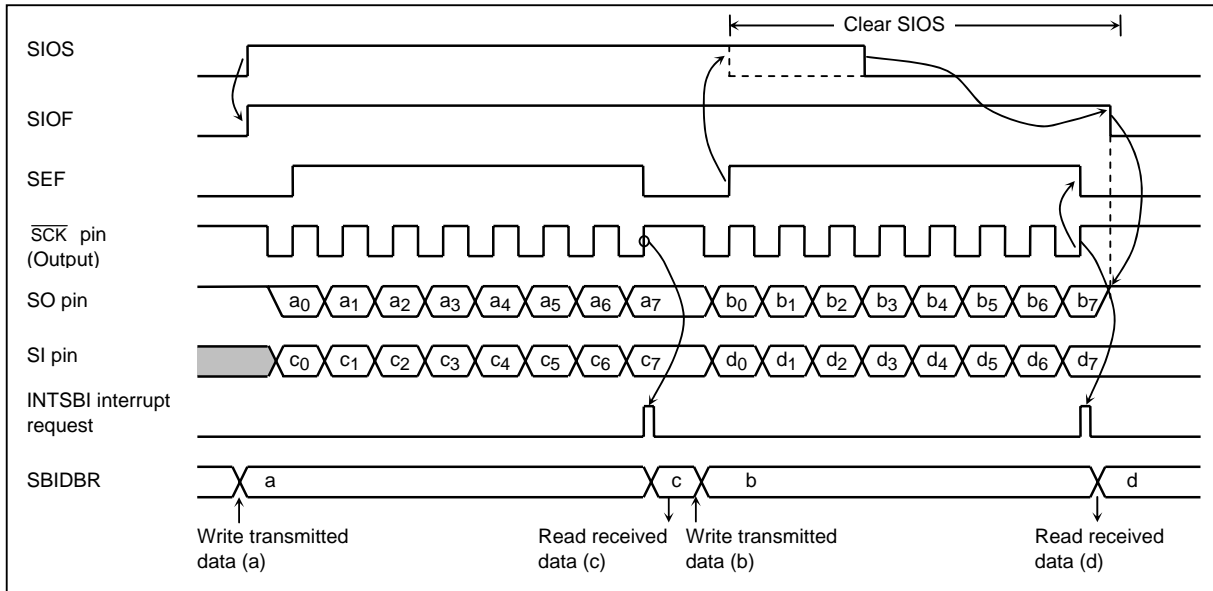 Clear SIOS
SIOS
SIOF
SEF
SCK pin
(Output)
SO pin
a0 a1 a2 a3 a4 a5 a6 a7 b0 b1 b2 b3 b4 b5 b6 b7
SI pin
c0 c1 c2 c3 c4 c5 c6 c7 d0 d1 d2 d3 d4 d5 d6 d7
INTSBI interrupt
request
SBIDBR
a c b d
Write transmitted
data (a)
Read received
data (c)
Write transmitted
data (b)
Read received
data (d)